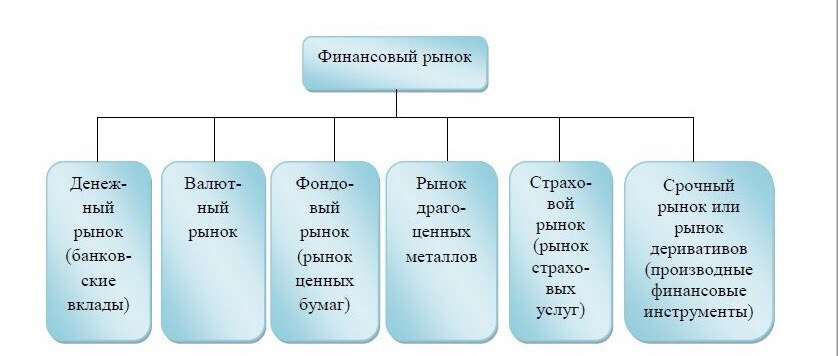 Финансовый рынок
Денеж-
ный
рынок
(банков-
ские
вклады)
Валют-
ный
рынок
Фондо-
вый
рынок
(рынок
ценных
бумаг)
Рынок
драго-
ценных
металлов
Страхо-
вой
рынок
(рынок
страхо-
вых
услуг)
Срочный
рынок или
рынок
деривативов
(производные
финансовые
инструменты)